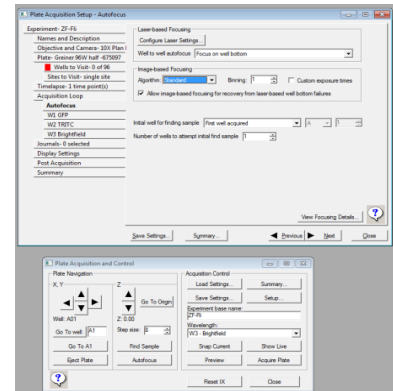 Plate Acquisition Setup - Autofocus
Experiment- ZF-Fli
Names and Description
Objective and Camera- 10X Plan
Plate- Greiner 96W half -675097
Wells to Visit- 0 of 96
Sites to Visit- single site
Timelapse- 1 time point(s)
Acquisition Loop
Autofocus
W1 GFP
W2 TRITC
W3 Brightfield
Journals- 0 selected
Display Settings
Post Acquisition
Summary
Laser-based Focusing
Configure Laser Settings...
Well to well autofocus: Focus on well bottom
Image-based Focusing
Algorithm: Standard Binning: 1 Custom exposure times
Allow image-based focusing for recovery from laser-based well bottom failures
Initial well for finding sample First well acquired A 1
Number of wells to attempt initial find sample 1
View Focusing Details...
Save Settings... Summary... Previous Next Close
Plate Acquisition and Control
Plate Navigation
X, Y
Z
Go To Origin
Well: A01
Z: 0.00
Go To well: A1
Step size: 8
Go To A1
Find Sample
Eject Plate
Autofocus
Acquisition Control
Load Settings... Summary...
Save Settings... Setup...
Experiment base name:
ZF-Fli
Wavelength:
W3 - Brightfield
Snap Current Show Live
Preview Acquire Plate
Reset IX Close